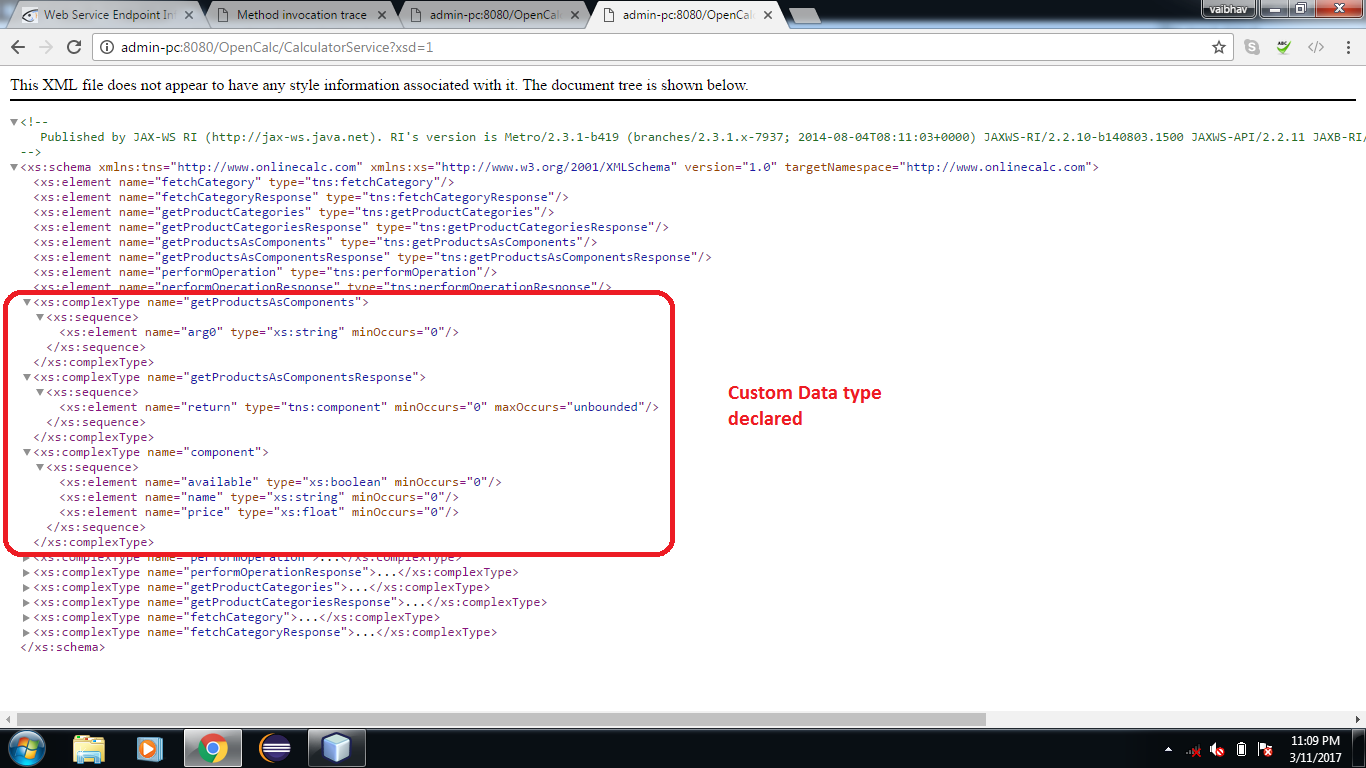 Web Service Endpoint In
Method invocation trace
admin-pc:8080/OpenCal
admin-pc:8080/OpenCal
vaibhav
admin-pc:8080/OpenCalc/CalculatorService?xsd=1
ABC
This XML file does not appear to have any style information associated with it. The document tree is shown below.
▼<!--
Published by JAX-WS RI (http://jax-ws.java.net). RI's version is Metro/2.3.1-b419 (branches/2.3.1.x-7937; 2014-08-04T08:11:03+0000) JAXWS-RI/2.2.10-b140803.1500 JAXWS-API/2.2.11 JAXB-RI/
-->
▼<xs:schema xmlns:tns="http://www.onlinecalc.com" xmlns:xs="http://www.w3.org/2001/XMLSchema" version="1.0" targetNamespace="http://www.onlinecalc.com">
<xs:element name="fetchCategory" type="tns:fetchCategory"/>
<xs:element name="fetchCategoryResponse" type="tns:fetchCategoryResponse"/>
<xs:element name="getProductCategories" type="tns:getProductCategories"/>
<xs:element name="getProductCategoriesResponse" type="tns:getProductCategoriesResponse"/>
<xs:element name="getProductsAsComponents" type="tns:getProductsAsComponents"/>
<xs:element name="getProductsAsComponentsResponse" type="tns:getProductsAsComponentsResponse"/>
<xs:element name="performOperation" type="tns:performOperation"/>
<xs:element name="performOperationResponse" type="tns:performOperationResponse"/>
▼<xs:complexType name="getProductsAsComponents">
▼<xs:sequence>
<xs:element name="arg0" type="xs:string" minOccurs="0"/>
</xs:sequence>
</xs:complexType>
▼<xs:complexType name="getProductsAsComponentsResponse">
▼<xs:sequence>
<xs:element name="return" type="tns:component" minOccurs="0" maxOccurs="unbounded"/>
</xs:sequence>
</xs:complexType>
▼<xs:complexType name="component">
▼<xs:sequence>
<xs:element name="available" type="xs:boolean" minOccurs="0"/>
<xs:element name="name" type="xs:string" minOccurs="0"/>
<xs:element name="price" type="xs:float" minOccurs="0"/>
</xs:sequence>
</xs:complexType>
Custom Data type
declared
▶<xs:complexType name="performOperation">...</xs:complexType>
▶<xs:complexType name="performOperationResponse">...</xs:complexType>
▶<xs:complexType name="getProductCategories">...</xs:complexType>
▶<xs:complexType name="getProductCategoriesResponse">...</xs:complexType>
▶<xs:complexType name="fetchCategory">...</xs:complexType>
▶<xs:complexType name="fetchCategoryResponse">...</xs:complexType>
</xs:schema>
11:09 PM
3/11/2017